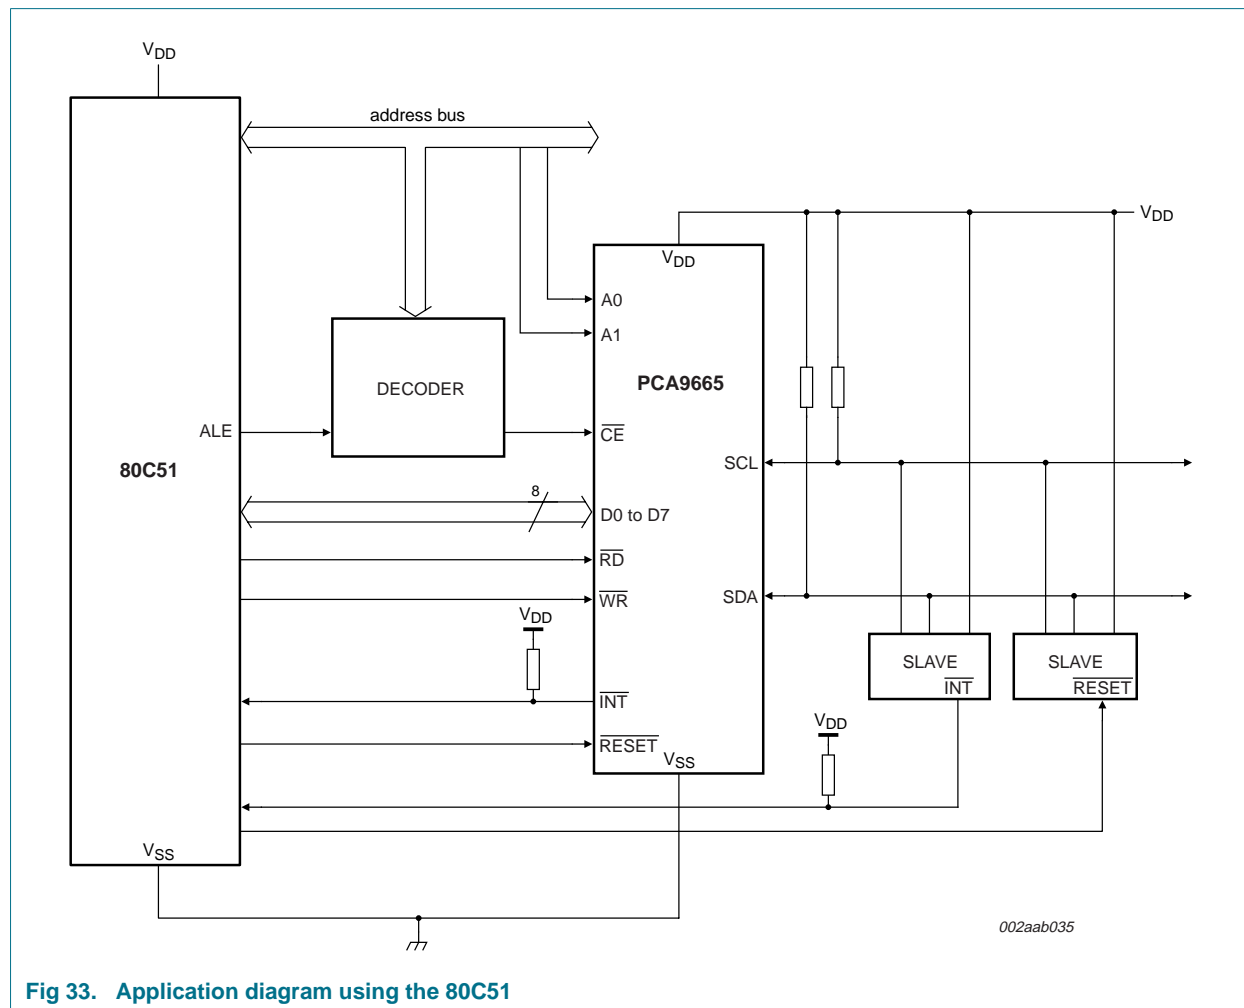 VDD
address bus
VDD
VDD
A0
A1
DECODER
PCA9665
ALE
CE
SCL
80C51
8
D0 to D7
RD
WR
SDA
VDD
SLAVE
INT
SLAVE
RESET
INT
VDD
RESET
VSS
VSS
002aab035
Fig 33. Application diagram using the 80C51